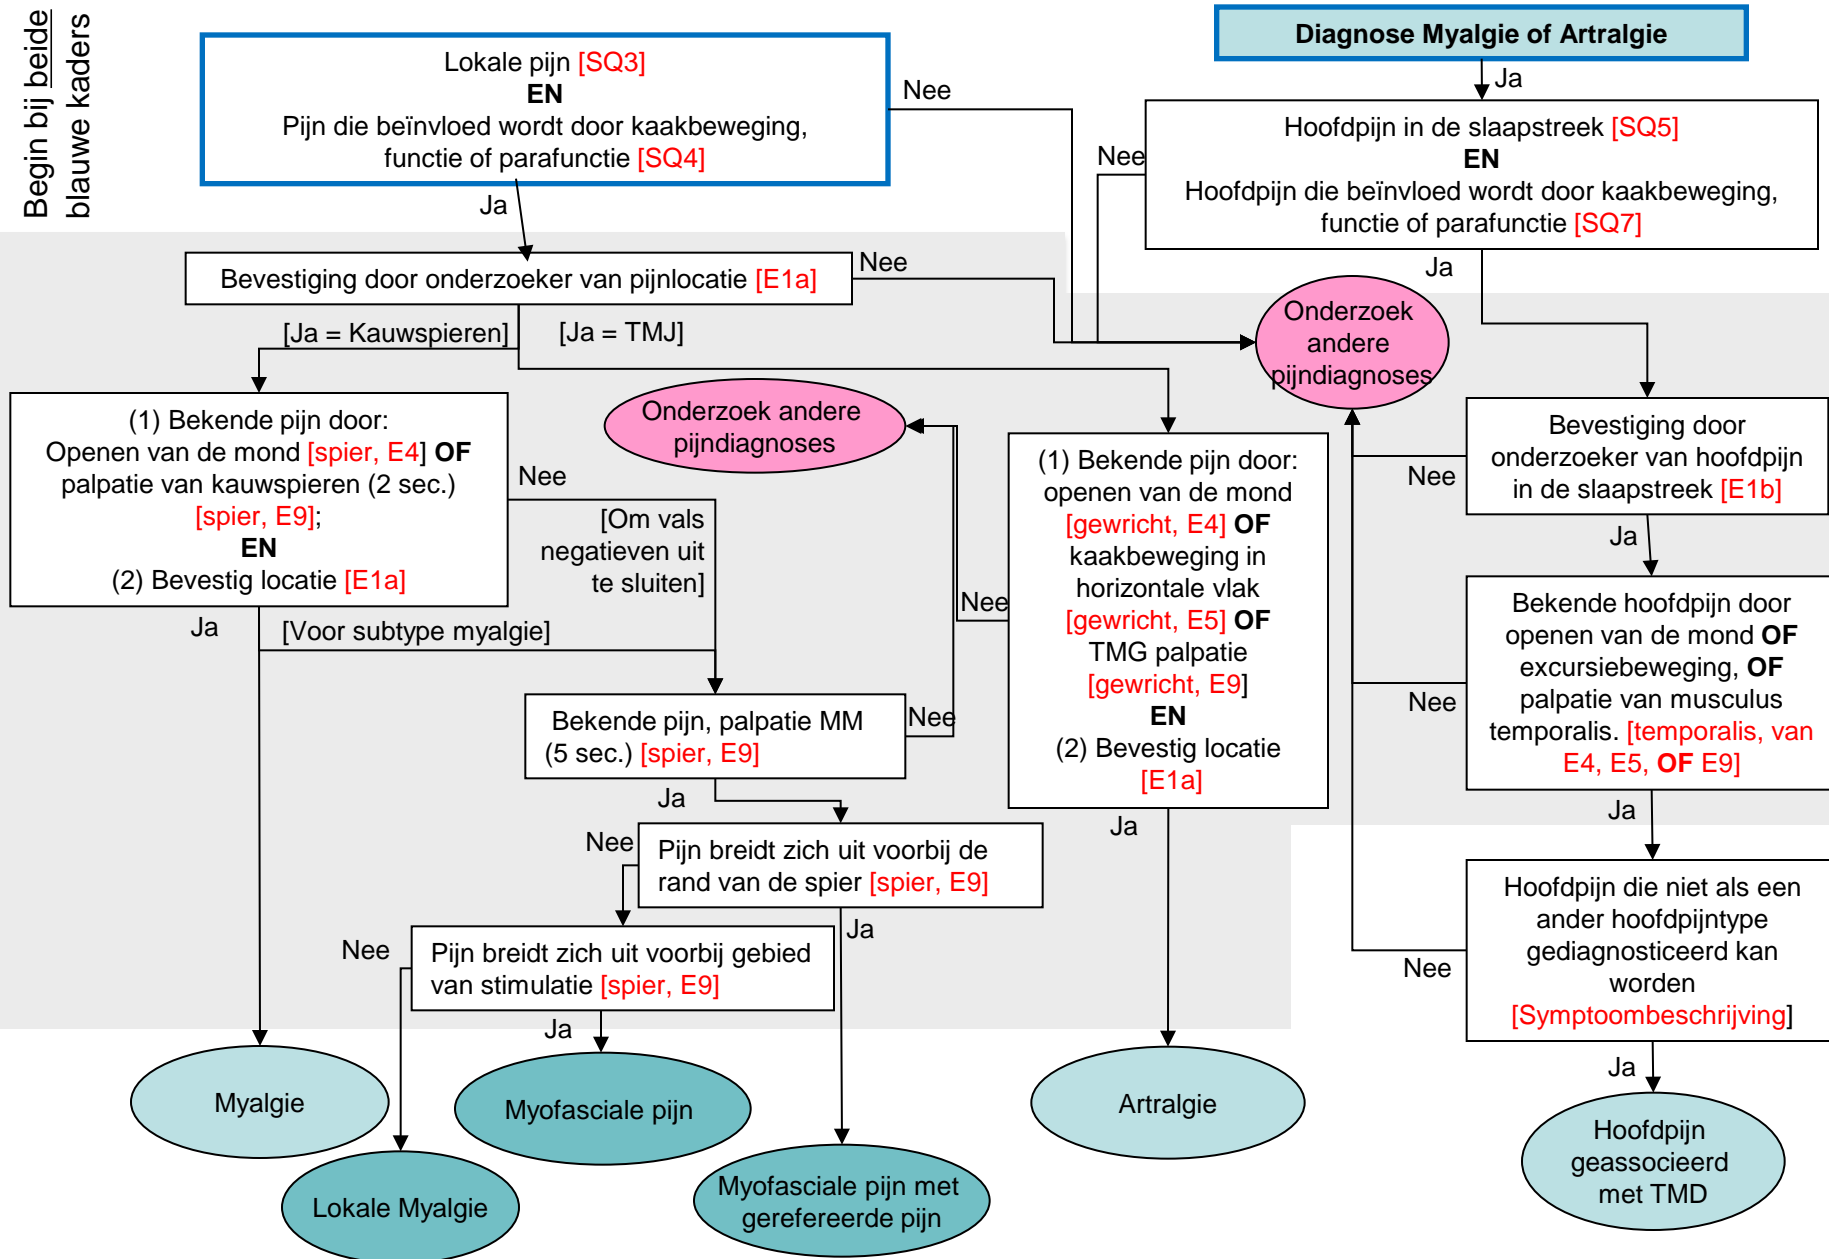 Begin bij beide
blauwe kaders
Lokale pijn [SQ3]
EN
Pijn die beïnvloed wordt door kaakbeweging,
functie of parafunctie [SQ4]
Nee
Ja
Diagnose Myalgie of Artralgie
Ja
Hoofdpijn in de slaapstreek [SQ5]
EN
Hoofdpijn die beïnvloed wordt door kaakbeweging,
functie of parafunctie [SQ7]
Nee
Ja
Bevestiging door onderzoeker van pijnlocatie [E1a]
Nee
[Ja = Kauwspieren]
[Ja = TMJ]
Onderzoek
andere
pijndiagnoses
(1) Bekende pijn door:
Openen van de mond [spier, E4] OF
palpatie van kauwspieren (2 sec.)
[spier, E9];
EN
(2) Bevestig locatie [E1a]
Nee
Ja
[Om vals
negatieven uit
te sluiten]
[Voor subtype myalgie]
Onderzoek andere
pijndiagnoses
(1) Bekende pijn door:
openen van de mond
[gewricht, E4] OF
kaakbeweging in
horizontale vlak
[gewricht, E5] OF
TMG palpatie
[gewricht, E9]
EN
(2) Bevestig locatie
[E1a]
Nee
Ja
Bevestiging door
onderzoeker van hoofdpijn
in de slaapstreek [E1b]
Nee
Ja
Bekende hoofdpijn door
openen van de mond OF
excursiebeweging, OF
palpatie van musculus
temporalis. [temporalis, van
E4, E5, OF E9]
Nee
Ja
Bekende pijn, palpatie MM
(5 sec.) [spier, E9]
Nee
Ja
Pijn breidt zich uit voorbij de
rand van de spier [spier, E9]
Nee
Ja
Pijn breidt zich uit voorbij gebied
van stimulatie [spier, E9]
Nee
Ja
Hoofdpijn die niet als een
ander hoofdpijntype
gediagnosticeerd kan
worden
[Symptoombeschrijving]
Nee
Ja
Myalgie
Lokale Myalgie
Myofasciale pijn
Myofasciale pijn met
gerefereerde pijn
Artralgie
Hoofdpijn
geassocieerd
met TMD